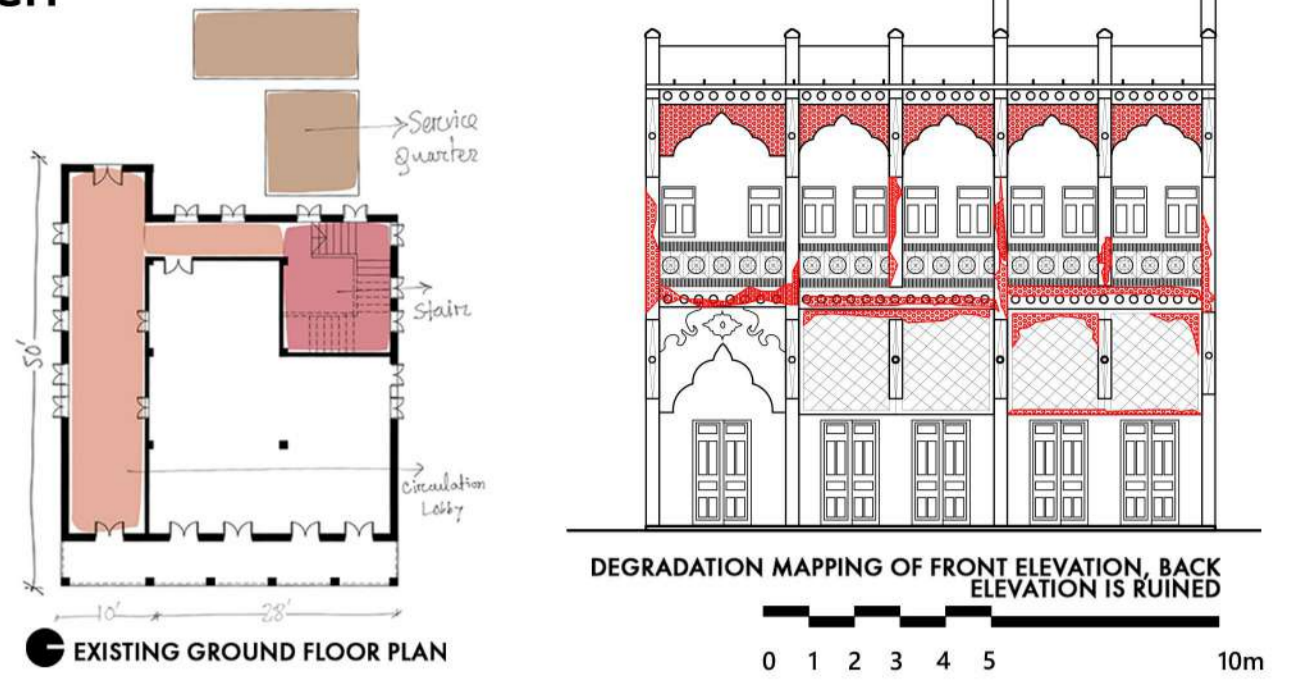 Service
quarter
Stair
50'
Circulation
Lobby
10'
28'
EXISTING GROUND FLOOR PLAN
DEGRADATION MAPPING OF FRONT ELEVATION, BACK
ELEVATION IS RUINED
0 1 2 3 4 5 10m